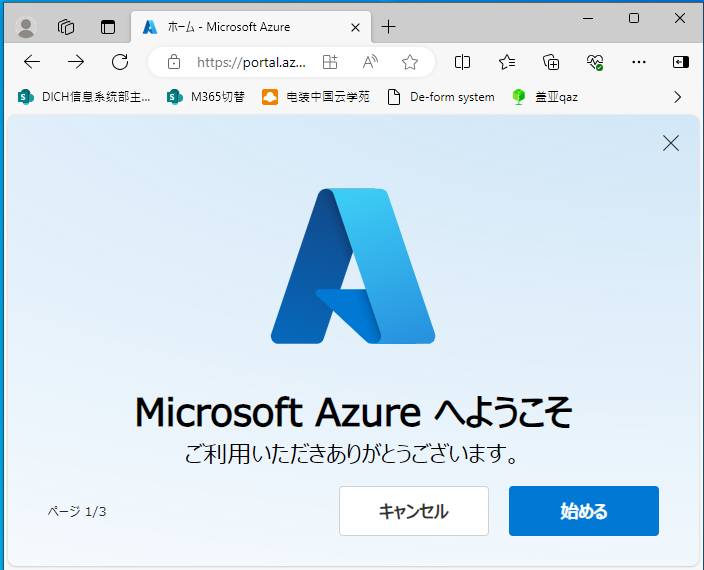 ホーム - Microsoft Azure
https://portal.az...
DICH信息系统部主... M365切替 电装中国云学苑 De-form system 盖亚qaz
Microsoft Azure へようこそ
ご利用いただきありがとうございます。
ページ 1/3 キャンセル 始める